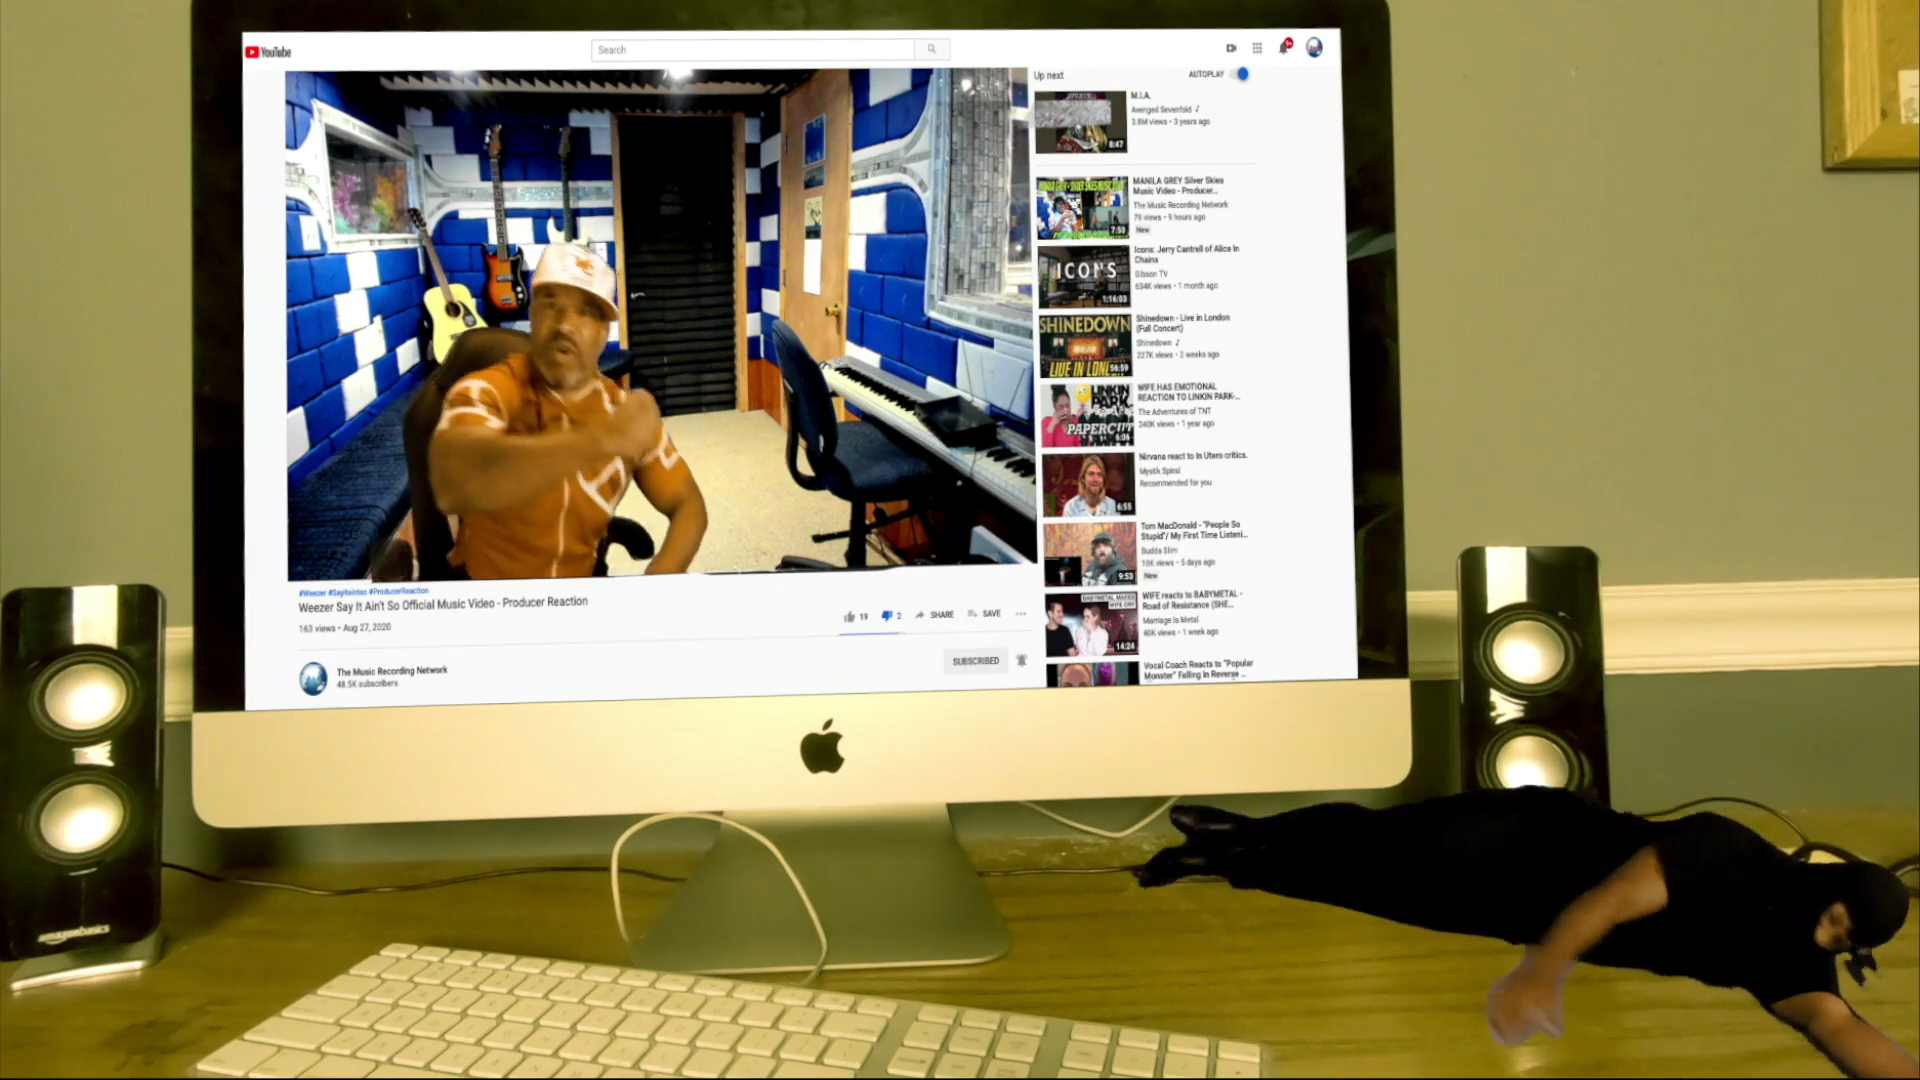 YouTube
Search
Up next
AUTOPLAY
M.I.A.
Avenged Sevenfold
3.8M views • 3 years ago
8:47
MANILA GREY Silver Skies
Music Video - Producer...
The Music Recording Network
79 views • 9 hours ago
New
7:53
Icons: Jerry Cantrell of Alice In
Chains
Gibson TV
634K views • 1 month ago
ICONS
1:16:03
Shinedown - Live in London
(Full Concert)
Shinedown
227K views • 2 weeks ago
SHINEDOWN
LIVE IN LON
56:59
WIFE HAS EMOTIONAL
REACTION TO LINKIN PARK-...
The Adventures of TNT
240K views • 1 year ago
LINKIN
PARK
PAPERCUT
6:06
Nirvana react to In Utero critics.
Mystik Spiral
Recommended for you
6:55
Tom MacDonald - "People So
Stupid"/ My First Time Listeni...
Budda Slim
10K views • 5 days ago
New
9:53
WIFE reacts to BABYMETAL -
Road of Resistance (SHE...
Marriage Is Metal
40K views • 1 week ago
BABYMETAL MAKES
WIFE CRY
14:24
Vocal Coach Reacts to "Popular
Monster" Falling In Reverse ...
#Weezer #SayItaintso #ProducerReaction
Weezer Say It Ain't So Official Music Video - Producer Reaction
163 views • Aug 27, 2020
19
2
SHARE
SAVE
The Music Recording Network
48.5K subscribers
SUBSCRIBED
amazonbasics